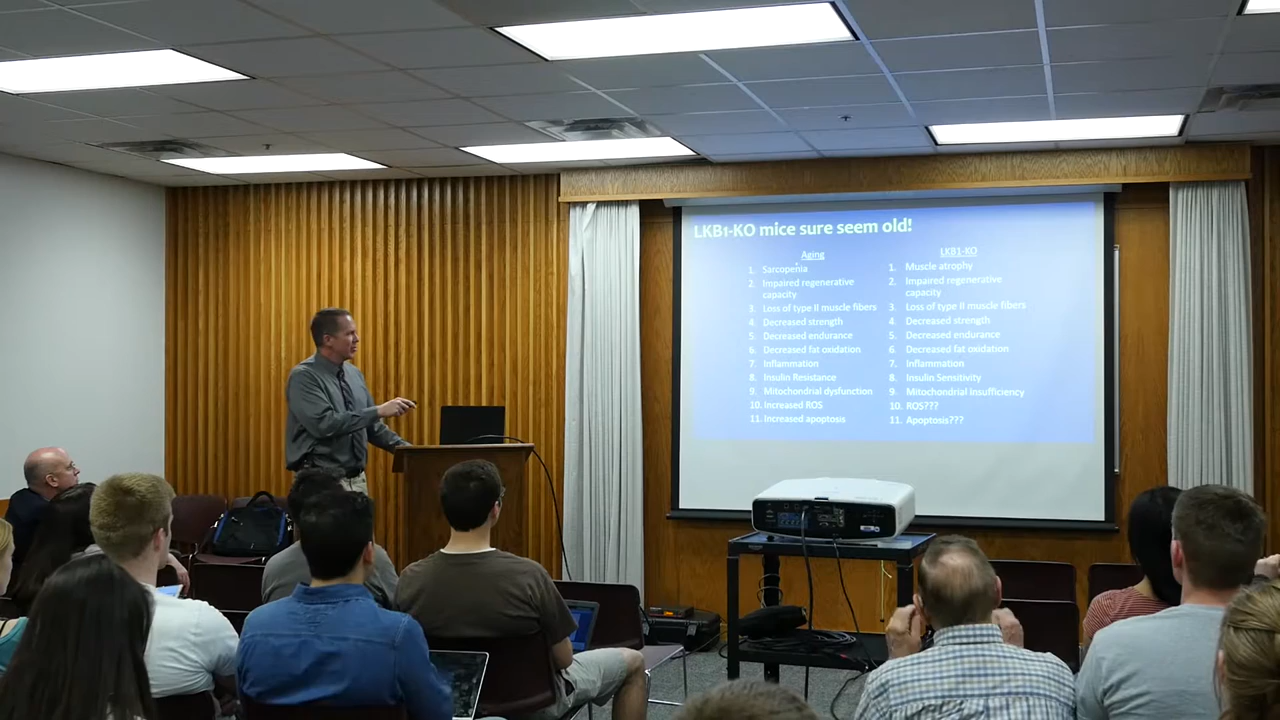 LKB1-KO mice sure seem old!
Aging
1. Sarcopenia
2. Impaired regenerative
capacity
3. Loss of type II muscle fibers
4. Decreased strength
5. Decreased endurance
6. Decreased fat oxidation
7. Inflammation
8. Insulin Resistance
9. Mitochondrial dysfunction
10. Increased ROS
11. Increased apoptosis
LKB1-KO
1. Muscle atrophy
2. Impaired regenerative
capacity
3. Loss of type II muscle fibers
4. Decreased strength
5. Decreased endurance
6. Decreased fat oxidation
7. Inflammation
8. Insulin Sensitivity
9. Mitochondrial Insufficiency
10. ROS???
11. Apoptosis???
EPSON